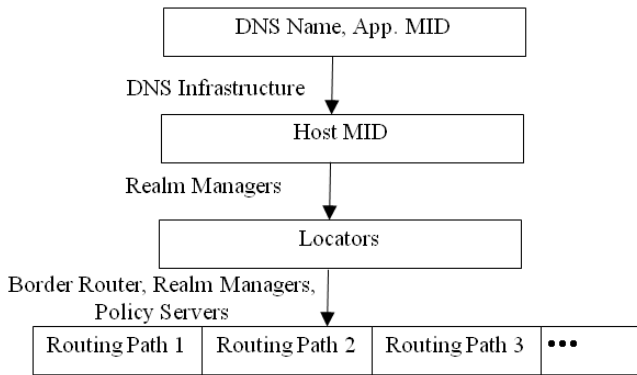 DNS Name, App. MID
DNS Infrastructure
Host MID
Realm Managers
Locators
Border Router, Realm Managers,
Policy Servers
Routing Path 1 Routing Path 2 Routing Path 3 •••